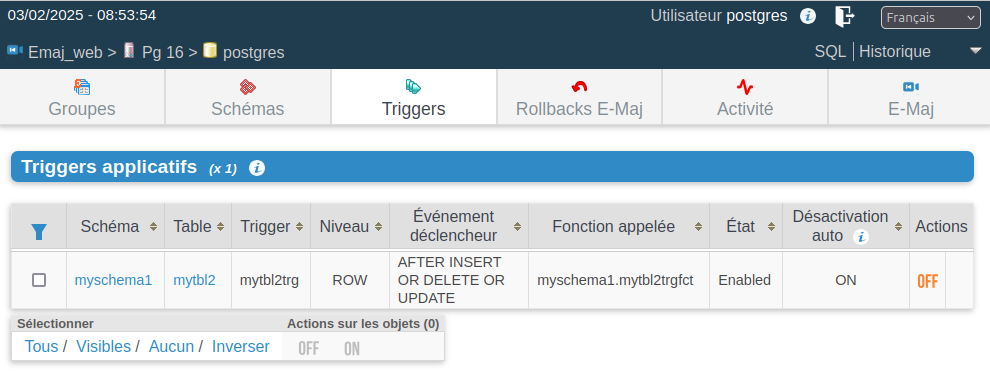 03/02/2025 - 08:53:54
Utilisateur postgres
Français
Emaj_web > Pg 16 > postgres
SQL | Historique
Groupes
Schémas
Triggers
Rollbacks E-Maj
Activité
E-Maj
Triggers applicatifs (x 1)
Schéma
Table
Trigger
Niveau
Événement
déclencheur
Fonction appelée
État
Désactivation
auto
Actions
myschema1
mytbl2
mytbl2trg
ROW
AFTER INSERT
OR DELETE OR
UPDATE
myschema1.mytbl2trgfct
Enabled
ON
OFF
Sélectionner
Actions sur les objets (0)
Tous / Visibles / Aucun / Inverser
OFF ON